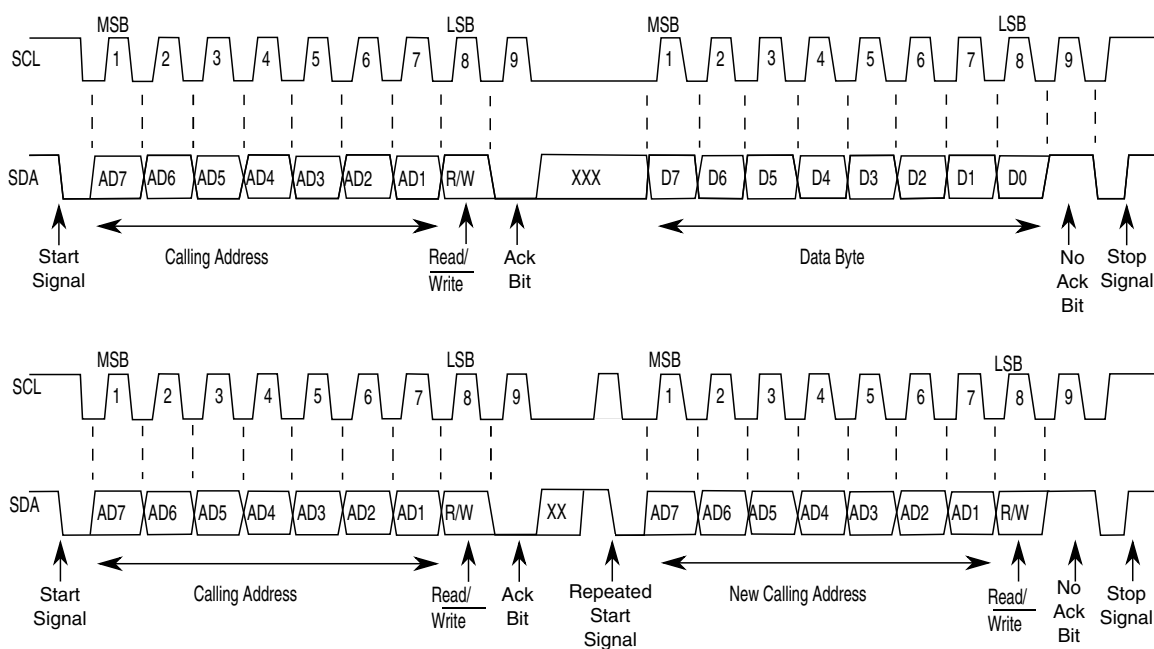 MSB LSB MSB LSB
SCL 1 2 3 4 5 6 7 8 9 1 2 3 4 5 6 7 8 9
SDA AD7 AD6 AD5 AD4 AD3 AD2 AD1 R/W XXX D7 D6 D5 D4 D3 D2 D1 D0
Start Signal
Calling Address
Read/
Write
Ack
Bit
Data Byte
No
Ack
Bit
Stop
Signal
MSB LSB MSB LSB
SCL 1 2 3 4 5 6 7 8 9 1 2 3 4 5 6 7 8 9
SDA AD7 AD6 AD5 AD4 AD3 AD2 AD1 R/W XX AD7 AD6 AD5 AD4 AD3 AD2 AD1 R/W
Start
Signal
Calling Address
Read/
Write
Ack
Bit
Repeated
Start
Signal
New Calling Address
Read/
Write
No
Ack
Bit
Stop
Signal